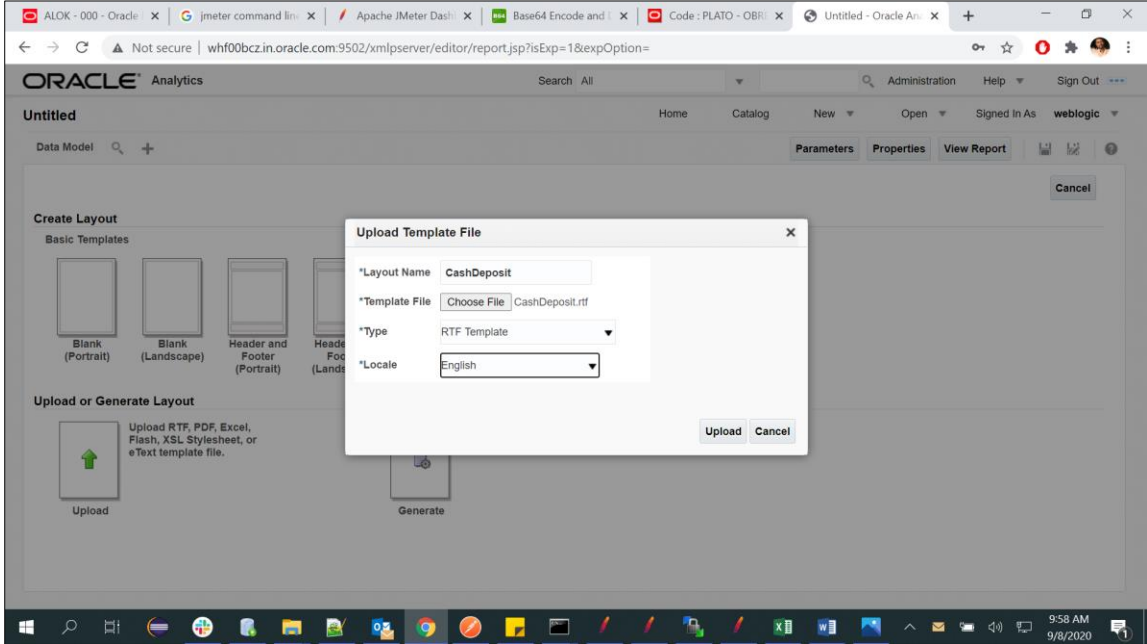 ALOK - 000 - Oracle
jmeter command line
Apache JMeter Dash
Base64 Encode and
Code : PLATO - OBR
Untitled - Oracle An
Not secure | whf00bcz.in.oracle.com:9502/xmlpserver/editor/report.jsp?isExp=1&expOption=
ORACLE Analytics Search All Administration Help Sign Out
Untitled Home Catalog New Open Signed In As weblogic
Data Model Parameters Properties View Report
Cancel
Create Layout
Basic Templates
Blank
(Portrait)
Blank
(Landscape)
Header and
Footer
(Portrait)
Heade
Foo
(Lands
Upload Template File
*Layout Name CashDeposit
*Template File Choose File CashDeposit.rtf
*Type RTF Template
*Locale English
Upload Cancel
Upload or Generate Layout
Upload RTF, PDF, Excel,
Flash, XSL Stylesheet, or
eText template file.
Upload
Generate
9:58 AM
9/8/2020